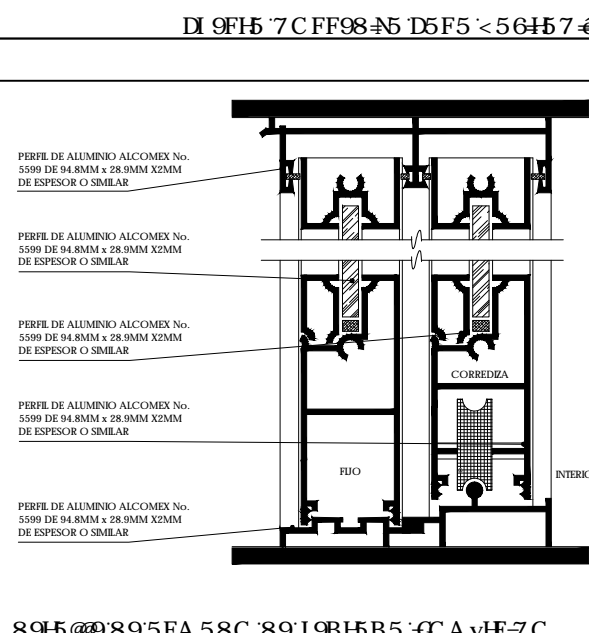 PERFIL DE ALUMINIO ALCOMEX No.
5599 DE 94.8MM x 28.9MM X2MM
DE ESPESOR O SIMILAR
PERFIL DE ALUMINIO ALCOMEX No.
5599 DE 94.8MM x 28.9MM X2MM
DE ESPESOR O SIMILAR
PERFIL DE ALUMINIO ALCOMEX No.
5599 DE 94.8MM x 28.9MM X2MM
DE ESPESOR O SIMILAR
CORREDIZA
PERFIL DE ALUMINIO ALCOMEX No.
5599 DE 94.8MM x 28.9MM X2MM
DE ESPESOR O SIMILAR
FIJO
INTERIO
PERFIL DE ALUMINIO ALCOMEX No.
5599 DE 94.8MM x 28.9MM X2MM
DE ESPESOR O SIMILAR